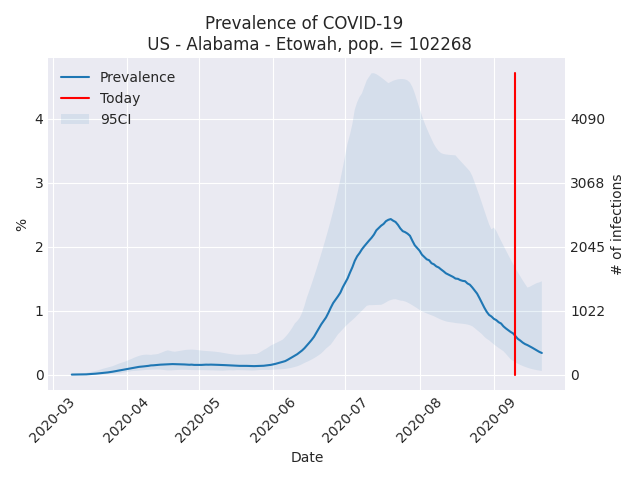 Prevalence of COVID-19
US - Alabama - Etowah, pop. = 102268
Prevalence
Today
95CI
%
4
3
2
1
0
4090
3068
2045
1022
0
# of infections
2020-03
2020-04
2020-05
2020-06
2020-07
2020-08
2020-09
Date